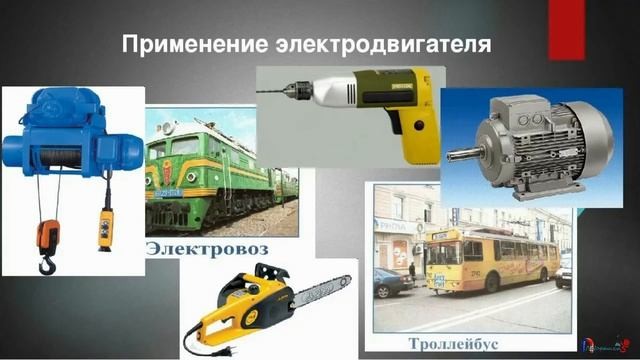 Применение электродвигателя
Электровоз
Троллейбус